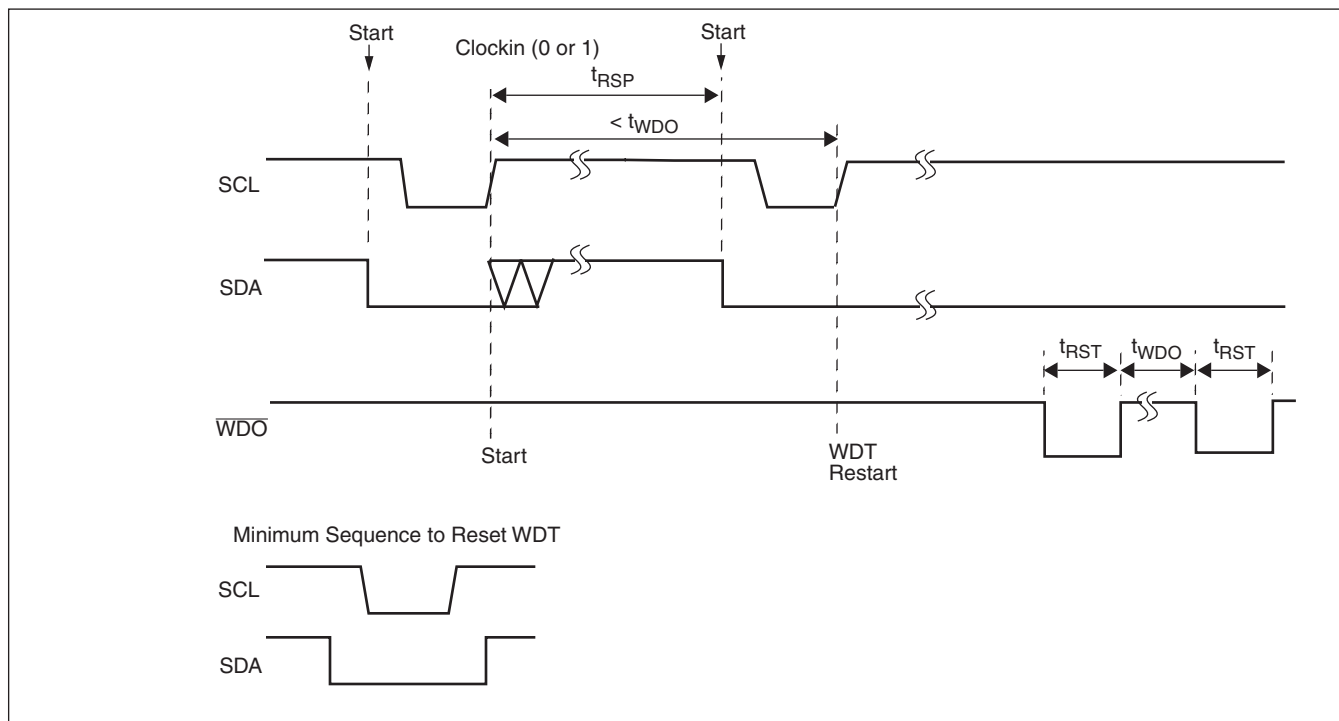 Start
Start
Clockin (0 or 1)
tRSP
< tWDO
SCL
SDA
tRST tWDO tRST
WDO
Start
WDT
Restart
Minimum Sequence to Reset WDT
SCL
SDA